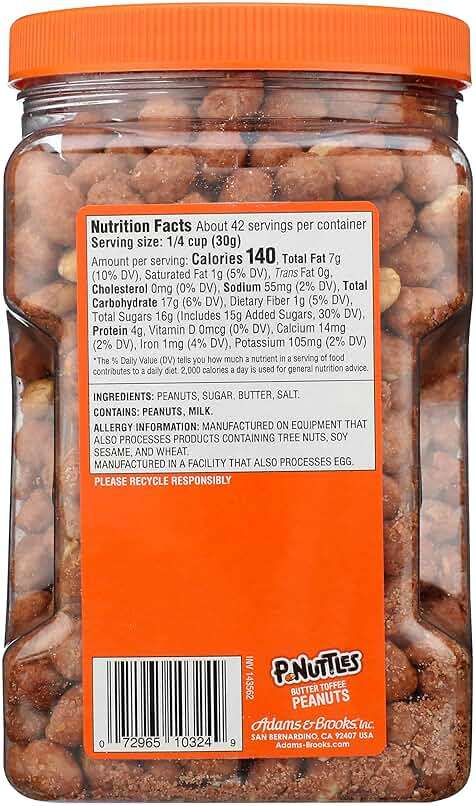 Nutrition Facts About 42 servings per container
Serving size: 1/4 cup (30g)
Amount per serving: Calories 140, Total Fat 7g
(10% DV), Saturated Fat 1g (5% DV), Trans Fat 0g,
Cholesterol 0mg (0% DV), Sodium 55mg (2% DV), Total
Carbohydrate 17g (6% DV), Dietary Fiber 1g (5% DV),
Total Sugars 16g (Includes 15g Added Sugars, 30% DV),
Protein 4g, Vitamin D 0mcg (0% DV), Calcium 14mg
(2% DV), Iron 1mg (4% DV), Potassium 105mg (2% DV)
*The % Daily Value (DV) tells you how much a nutrient in a serving of food
contributes to a daily diet. 2,000 calories a day is used for general nutrition advice.
INGREDIENTS: PEANUTS, SUGAR, BUTTER, SALT.
CONTAINS: PEANUTS, MILK.
ALLERGY INFORMATION: MANUFACTURED ON EQUIPMENT THAT
ALSO PROCESSES PRODUCTS CONTAINING TREE NUTS, SOY
SESAME, AND WHEAT.
MANUFACTURED IN A FACILITY THAT ALSO PROCESSES EGG.
PLEASE RECYCLE RESPONSIBLY
INV 143562
0 72965 10324 9
P-NUTTLES
BUTTER TOFFEE
PEANUTS
Adams & Brooks, Inc.
SAN BERNARDINO, CA 92407 USA
Adams-Brooks.com